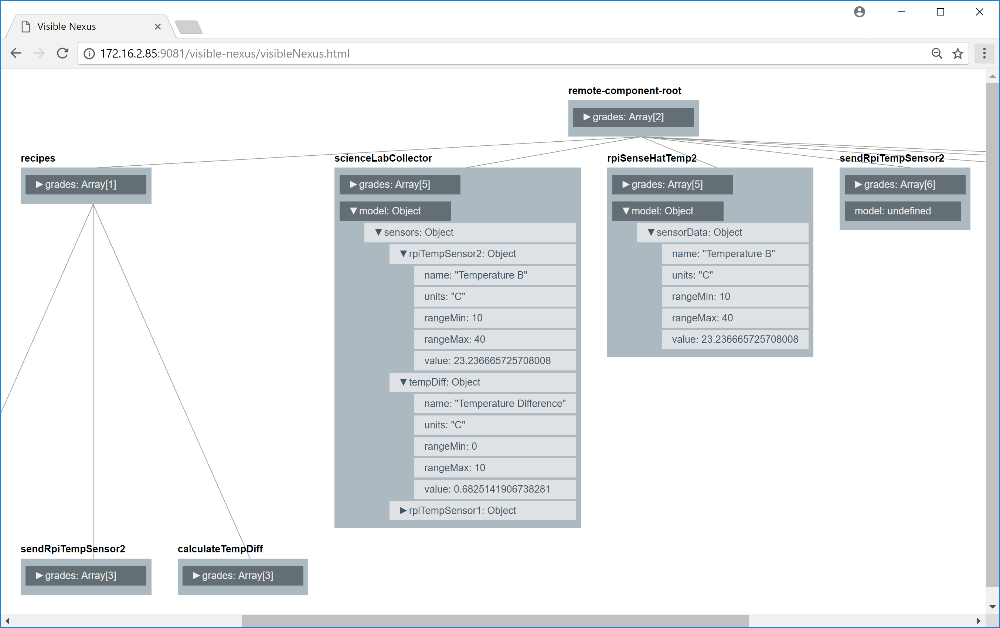 Visible Nexus
172.16.2.85:9081/visible-nexus/visibleNexus.html
remote-component-root
▶grades: Array[2]
recipes
▶grades: Array[1]
scienceLabCollector
▶grades: Array[5]
▼model: Object
▼sensors: Object
▼rpiTempSensor2: Object
name: "Temperature B"
units: "C"
rangeMin: 10
rangeMax: 40
value: 23.236665725708008
▼tempDiff: Object
name: "Temperature Difference"
units: "C"
rangeMin: 0
rangeMax: 10
value: 0.6825141906738281
▶rpiTempSensor1: Object
rpiSenseHatTemp2
▶grades: Array[5]
▼model: Object
▼sensorData: Object
name: "Temperature B"
units: "C"
rangeMin: 10
rangeMax: 40
value: 23.236665725708008
sendRpiTempSensor2
▶grades: Array[6]
model: undefined
sendRpiTempSensor2
▶grades: Array[3]
calculateTempDiff
▶grades: Array[3]